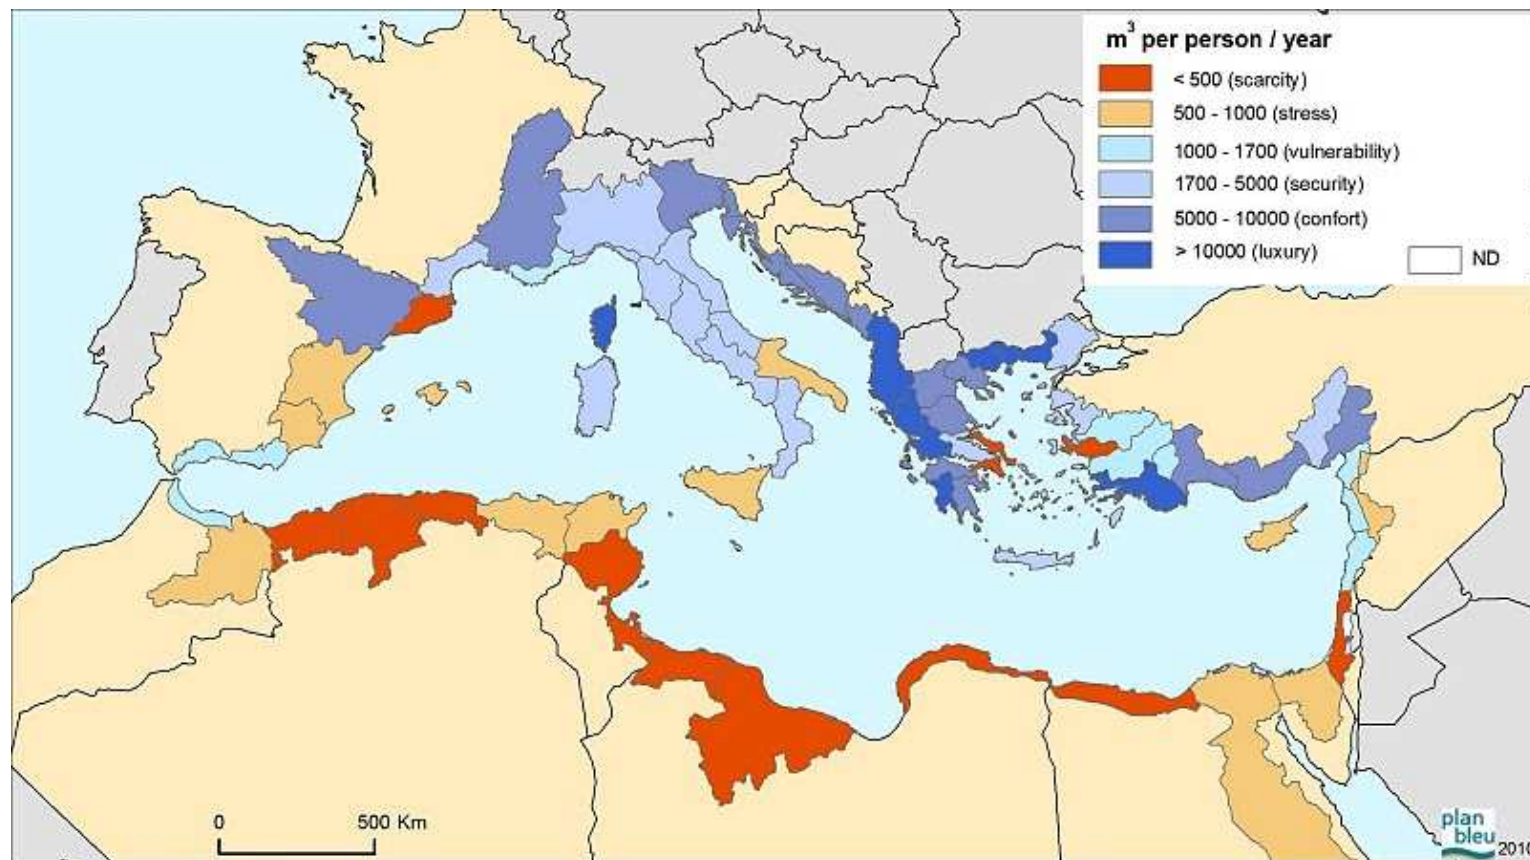 m³ per person / year
< 500 (scarcity)
500 - 1000 (stress)
1000 - 1700 (vulnerability)
1700 - 5000 (security)
5000 - 10000 (confort)
> 10000 (luxury)
ND
0 500 Km
plan
bleu
2010